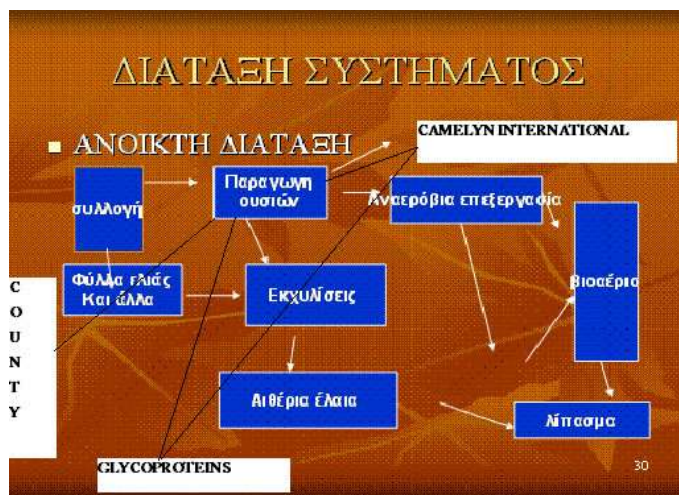 ΔΙΑΤΑΞΗ ΣΥΣΤΗΜΑΤΟΣ
ΑΝΟΙΚΤΗ ΔΙΑΤΑΞΗ
CAMELYN INTERNATIONAL
συλλογή
Παραγωγη
ουσιών
Αναερόβια επεξεργασία
Φύλλα ελιάς
Και άλλα
Εκχυλίσεις
βιοαέριο
COUNTY
Αιθέρια έλαια
λίπασμα
GLYCOPROTEINS
30